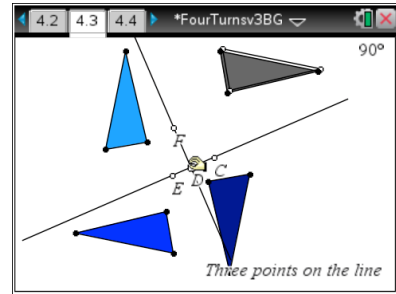 4.2 4.3 4.4 *FourTurnsv3BG
90°
F
C
D
E
Three points on the line